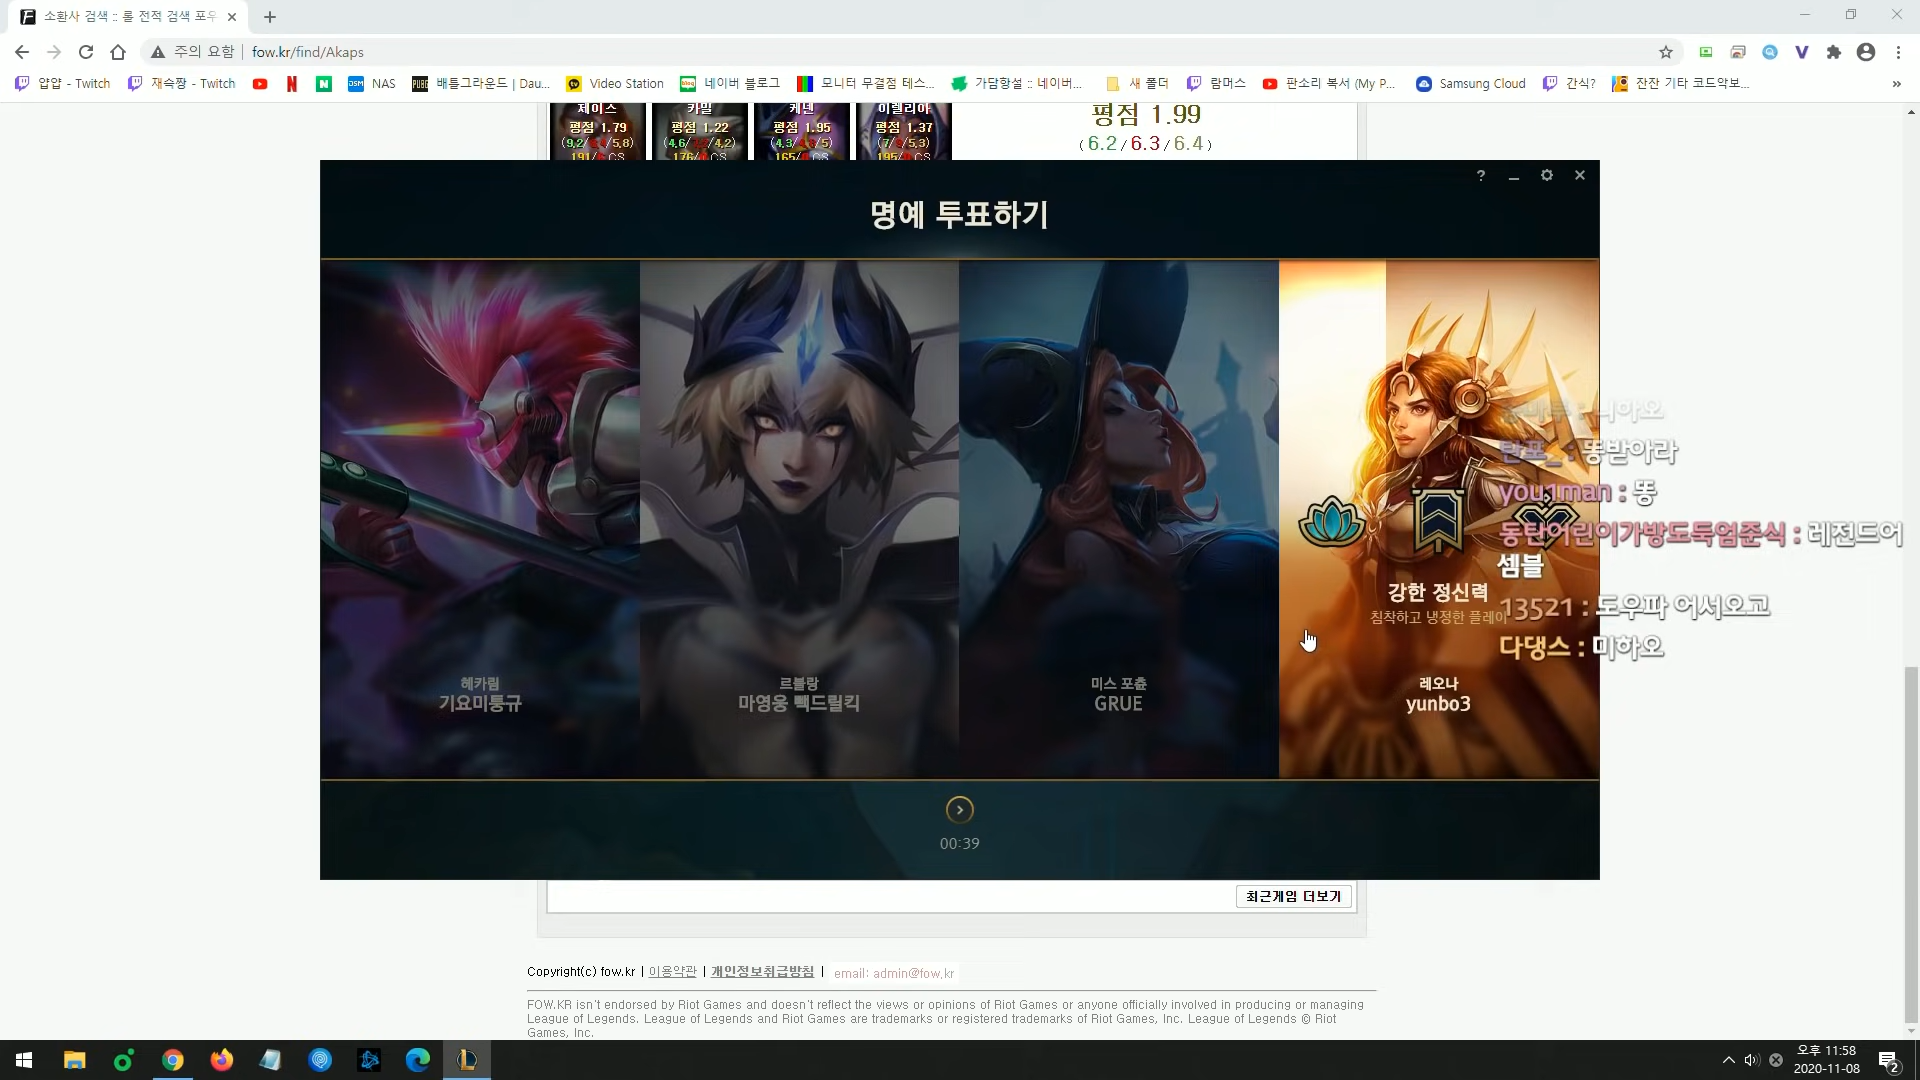 소환사 검색 :: 롤 전적 검색 포우
주의 요함 | fow.kr/find/Akaps
얍얍 - Twitch
재슥짱 - Twitch
NAS
배틀그라운드 | Dau...
Video Station
네이버 블로그
모니터 무결점 테스...
가담항설 :: 네이버...
새 폴더
람머스
판소리 복서 (My P...
Samsung Cloud
간식?
잔잔 기타 코드악보...
»
제이스
평점 1.79
카밀
평점 1.22
케넨
평점 1.95
이렐리아
평점 1.37
평점 1.99
(6.2/6.3/6.4)
명예 투표하기
니하오
탄포_ : 똥받아라
you1man : 똥
동탄어린이가방도둑엄준식 : 레전드어
셈블
강한 정신력
침착하고 냉정한 플레이
13521 : 도우파 어서오고
다댕스 : 미하오
헤카림
기요미퉁규
르블랑
마영웅 빽드릴킥
미스 포츈
GRUE
레오나
yunbo3
00:39
최근게임 더보기
Copyright(c) fow.kr | 이용약관 | 개인정보취급방침 | email: admin@fow.kr
FOW.KR isn't endorsed by Riot Games and doesn't reflect the views or opinions of Riot Games or anyone officially involved in producing or managing
League of Legends. League of Legends and Riot Games are trademarks or registered trademarks of Riot Games, Inc. League of Legends © Riot
Games, Inc.
오후 11:58
2020-11-08
2